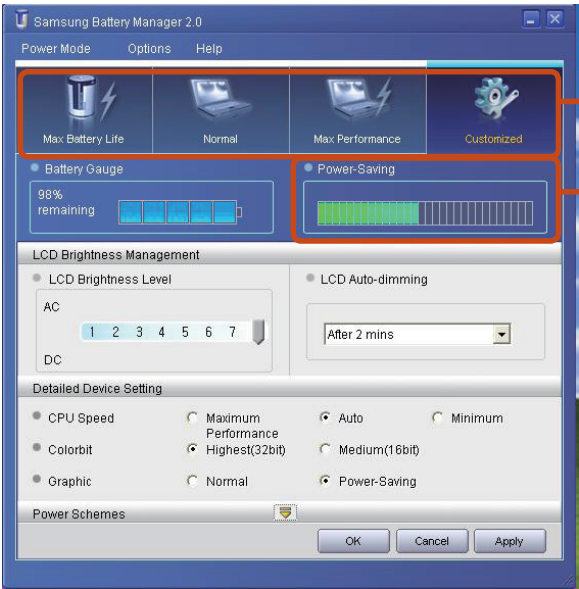 Samsung Battery Manager 2.0
Power Mode Options Help
Max Battery Life Normal Max Performance Customized
Battery Gauge Power-Saving
98%
remaining
LCD Brightness Management
LCD Brightness Level LCD Auto-dimming
AC
1 2 3 4 5 6 7
After 2 mins
DC
Detailed Device Setting
CPU Speed Maximum Performance Auto Minimum
Colorbit Highest(32bit) Medium(16bit)
Graphic Normal Power-Saving
Power Schemes
OK Cancel Apply